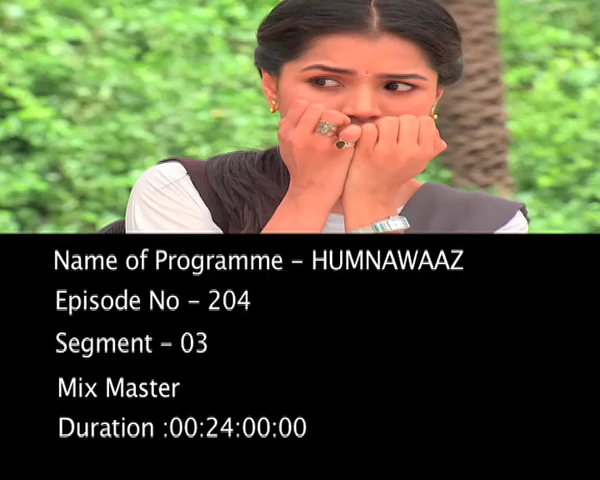 Name of Programme – HUMNAWAAZ
Episode No – 204
Segment – 03
Mix Master
Duration :00:24:00:00